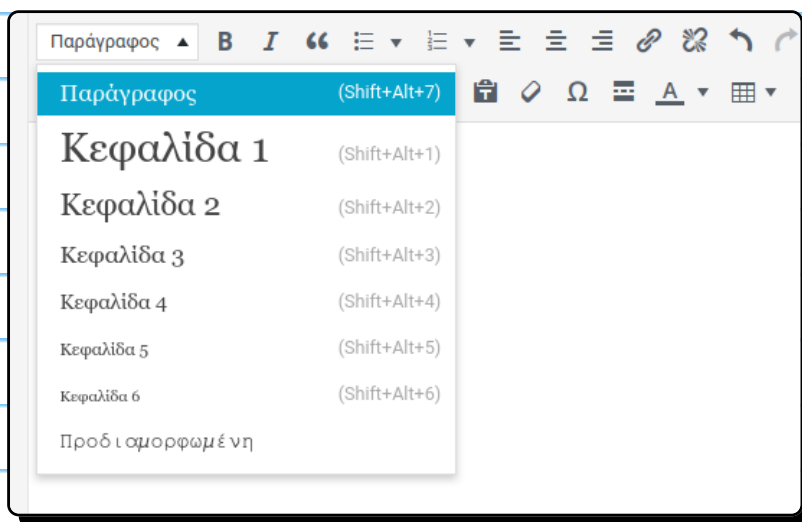 Παράγραφος
Παράγραφος (Shift+Alt+7)
Κεφαλίδα 1 (Shift+Alt+1)
Κεφαλίδα 2 (Shift+Alt+2)
Κεφαλίδα 3 (Shift+Alt+3)
Κεφαλίδα 4 (Shift+Alt+4)
Κεφαλίδα 5 (Shift+Alt+5)
Κεφαλίδα 6 (Shift+Alt+6)
Προδιαμορφωμένη